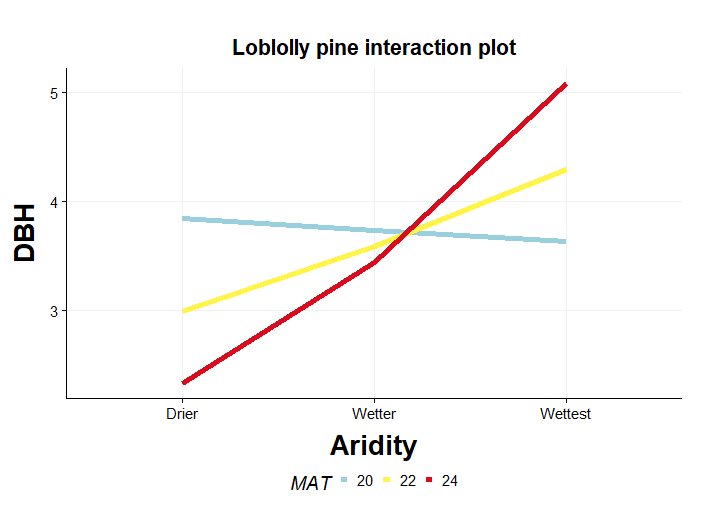 Loblolly pine interaction plot
5
4
3
DBH
Drier Wetter Wettest
Aridity
MAT 20 22 24